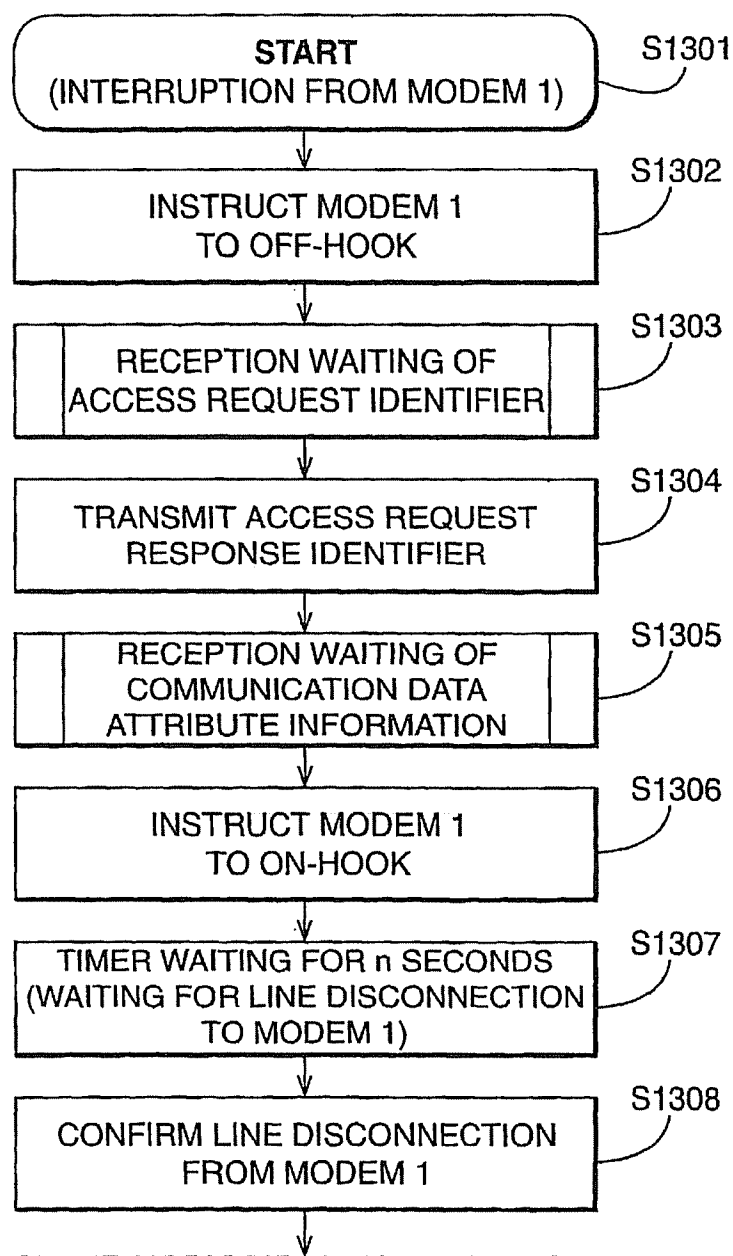 START
(INTERRUPTION FROM MODEM 1)
S1301
INSTRUCT MODEM 1
TO OFF-HOOK
S1302
RECEPTION WAITING OF
ACCESS REQUEST IDENTIFIER
S1303
TRANSMIT ACCESS REQUEST
RESPONSE IDENTIFIER
S1304
RECEPTION WAITING OF
COMMUNICATION DATA
ATTRIBUTE INFORMATION
S1305
INSTRUCT MODEM 1
TO ON-HOOK
S1306
TIMER WAITING FOR n SECONDS
(WAITING FOR LINE DISCONNECTION
TO MODEM 1)
S1307
CONFIRM LINE DISCONNECTION
FROM MODEM 1
S1308